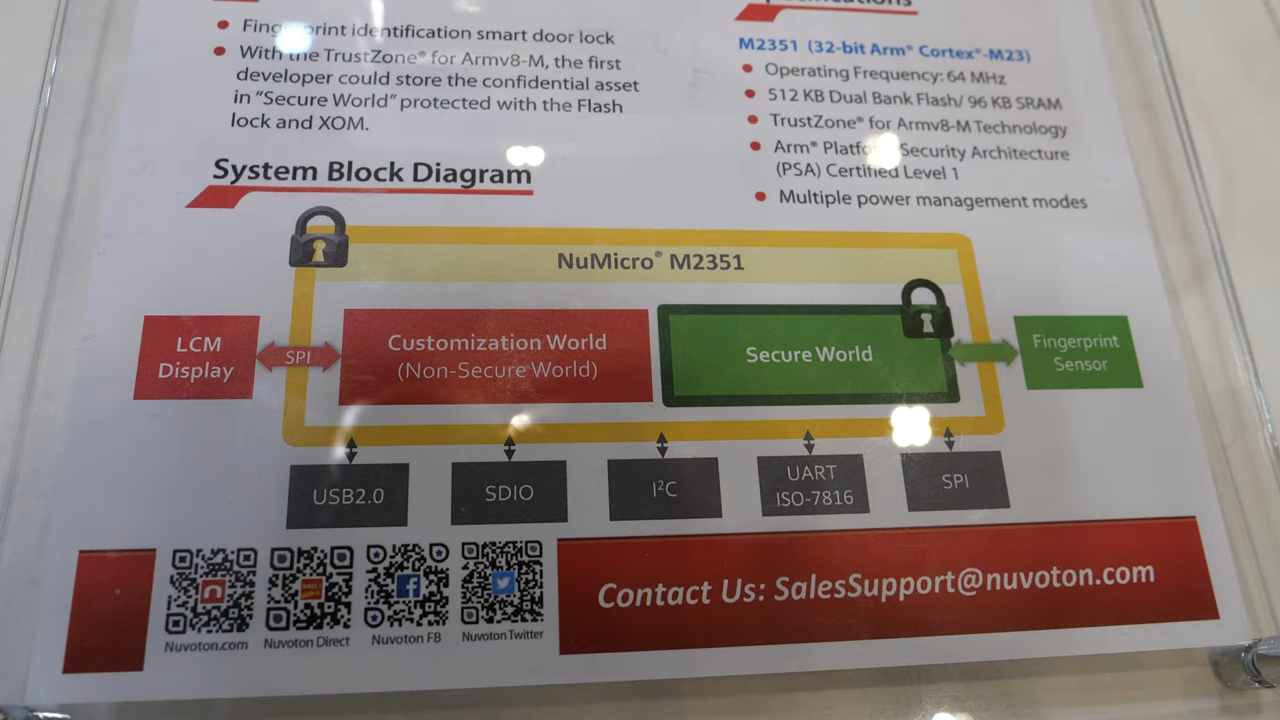 Fingerprint identification smart door lock
With the TrustZone® for Armv8-M, the first
developer could store the confidential asset
in “Secure World” protected with the Flash
lock and XOM.
M2351 (32-bit Arm® Cortex®-M23)
Operating Frequency: 64 MHz
512 KB Dual Bank Flash/ 96 KB SRAM
TrustZone® for Armv8-M Technology
Arm® Platform Security Architecture
(PSA) Certified Level 1
Multiple power management modes
System Block Diagram
NuMicro® M2351
LCM
Display
SPI
Customization World
(Non-Secure World)
Secure World
Fingerprint
Sensor
USB2.0
SDIO
I²C
UART
ISO-7816
SPI
Nuvoton.com
Nuvoton Direct
Nuvoton FB
Nuvoton Twitter
Contact Us: SalesSupport@nuvoton.com